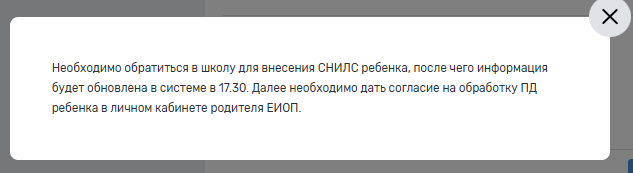 Необходимо обратиться в школу для внесения СНИЛС ребенка, после чего информация
будет обновлена в системе в 17.30. Далее необходимо дать согласие на обработку ПД
ребенка в личном кабинете родителя ЕИОП.